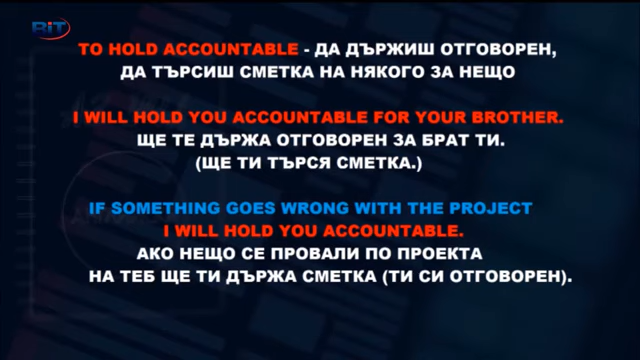 BiT
TO HOLD ACCOUNTABLE - ДА ДЪРЖИШ ОТГОВОРЕН,
ДА ТЪРСИШ СМЕТКА НА НЯКОГО ЗА НЕЩО
I WILL HOLD YOU ACCOUNTABLE FOR YOUR BROTHER.
ЩЕ ТЕ ДЪРЖА ОТГОВОРЕН ЗА БРАТ ТИ.
(ЩЕ ТИ ТЪРСЯ СМЕТКА.)
IF SOMETHING GOES WRONG WITH THE PROJECT
I WILL HOLD YOU ACCOUNTABLE.
АКО НЕЩО СЕ ПРОВАЛИ ПО ПРОЕКТА
НА ТЕБ ЩЕ ТИ ДЪРЖА СМЕТКА (ТИ СИ ОТГОВОРЕН).